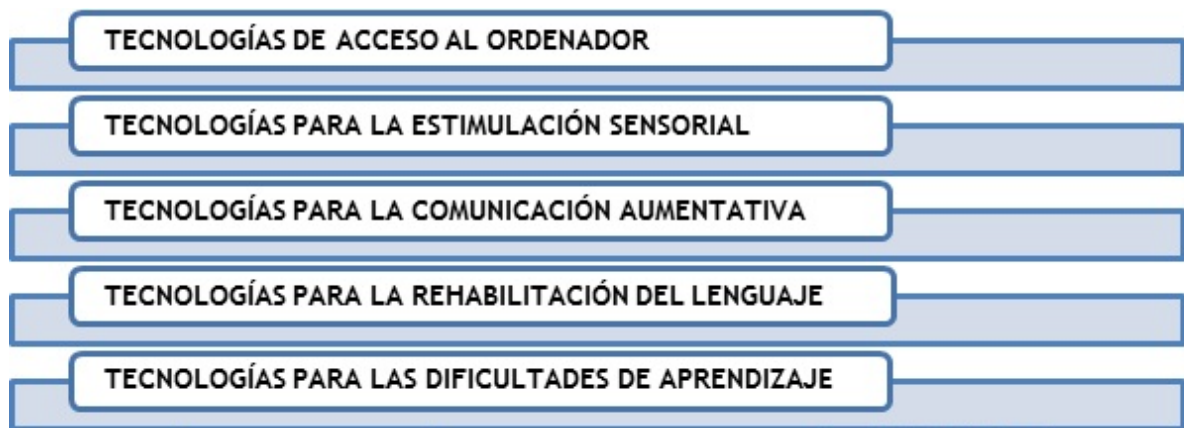 TECNOLOGÍAS DE ACCESO AL ORDENADOR
TECNOLOGÍAS PARA LA ESTIMULACIÓN SENSORIAL
TECNOLOGÍAS PARA LA COMUNICACIÓN AUMENTATIVA
TECNOLOGÍAS PARA LA REHABILITACIÓN DEL LENGUAJE
TECNOLOGÍAS PARA LAS DIFICULTADES DE APRENDIZAJE